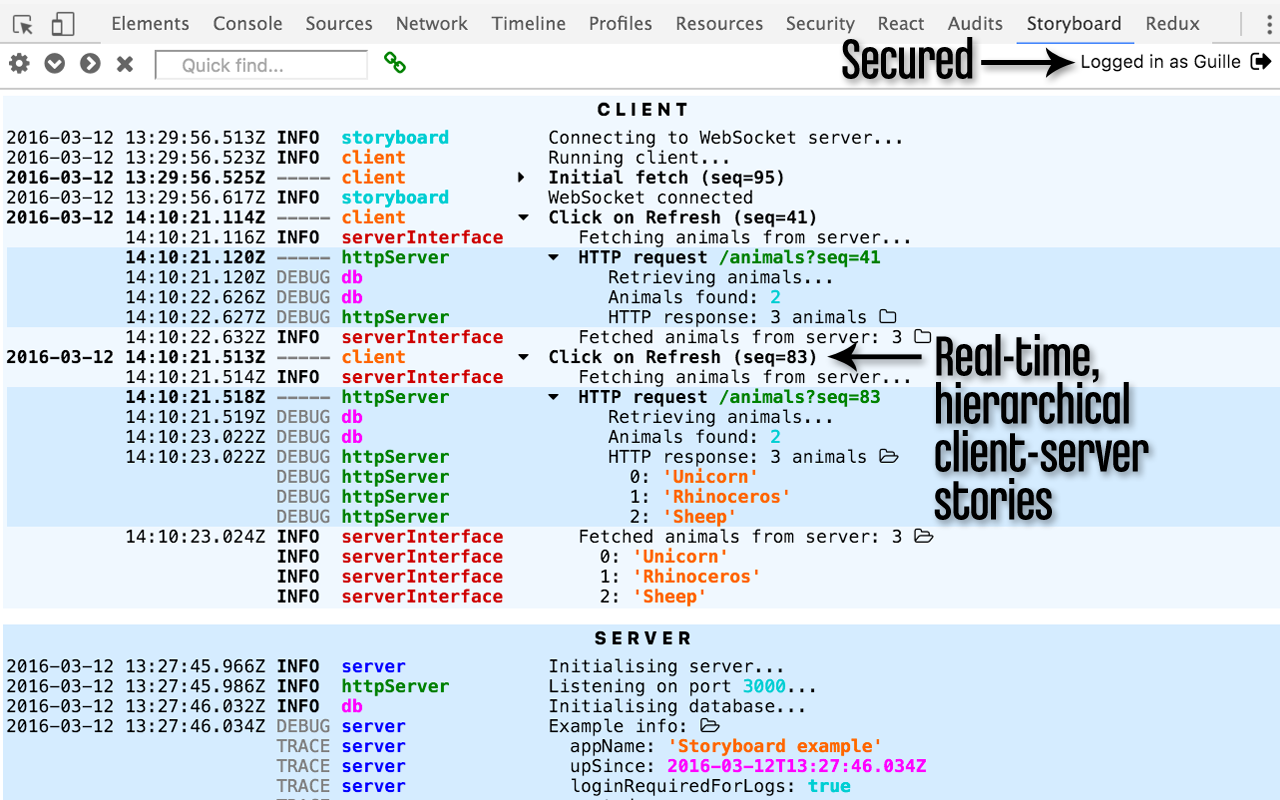 Elements Console Sources Network Timeline Profiles Resources Security React Audits Storyboard Redux
Quick find...
Secured
Logged in as Guille
CLIENT
2016-03-12 13:29:56.513Z INFO storyboard Connecting to WebSocket server...
2016-03-12 13:29:56.523Z INFO client Running client...
2016-03-12 13:29:56.525Z ----- client Initial fetch (seq=95)
2016-03-12 13:29:56.617Z INFO storyboard WebSocket connected
2016-03-12 14:10:21.114Z ----- client Click on Refresh (seq=41)
14:10:21.116Z INFO serverInterface Fetching animals from server...
14:10:21.120Z ----- httpServer HTTP request /animals?seq=41
14:10:21.120Z DEBUG db Retrieving animals...
14:10:22.626Z DEBUG db Animals found: 2
14:10:22.627Z DEBUG httpServer HTTP response: 3 animals
14:10:22.632Z INFO serverInterface Fetched animals from server: 3
2016-03-12 14:10:21.513Z ----- client Click on Refresh (seq=83)
14:10:21.514Z INFO serverInterface Fetching animals from server...
14:10:21.518Z ----- httpServer HTTP request /animals?seq=83
14:10:21.519Z DEBUG db Retrieving animals...
14:10:23.022Z DEBUG db Animals found: 2
14:10:23.022Z DEBUG httpServer HTTP response: 3 animals
DEBUG httpServer 0: 'Unicorn'
DEBUG httpServer 1: 'Rhinoceros'
DEBUG httpServer 2: 'Sheep'
14:10:23.024Z INFO serverInterface Fetched animals from server: 3
INFO serverInterface 0: 'Unicorn'
INFO serverInterface 1: 'Rhinoceros'
INFO serverInterface 2: 'Sheep'
Real-time,
hierarchical
client-server
stories
SERVER
2016-03-12 13:27:45.966Z INFO server Initialising server...
2016-03-12 13:27:45.986Z INFO httpServer Listening on port 3000...
2016-03-12 13:27:46.032Z INFO db Initialising database...
2016-03-12 13:27:46.034Z DEBUG server Example info:
TRACE server appName: 'Storyboard example'
TRACE server upSince: 2016-03-12T13:27:46.034Z
TRACE server loginRequiredForLogs: true